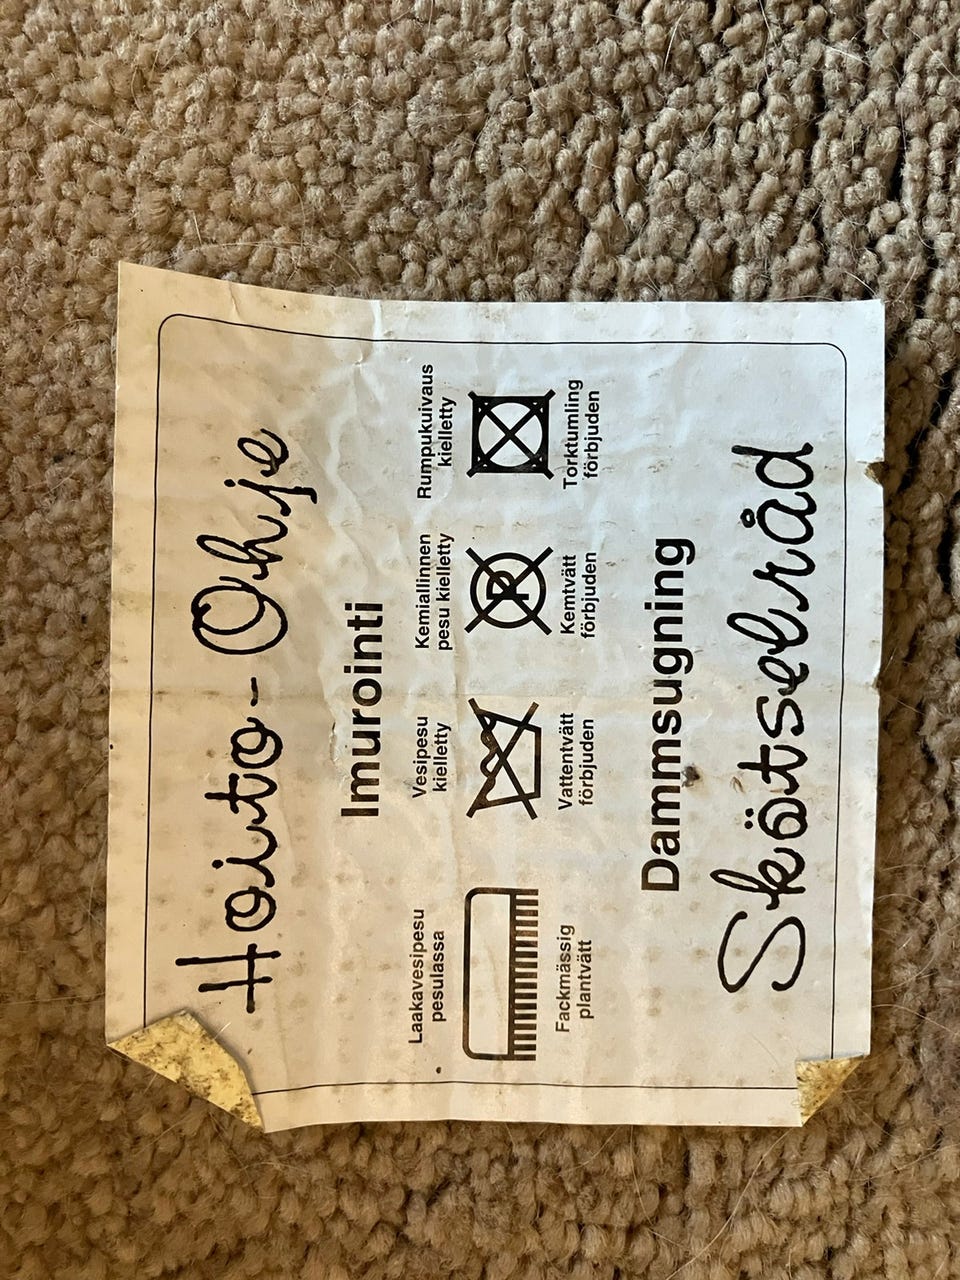 Hoito-Ohje
Imurointi
Laakavesipesu
pesulassa
Vesipesu
kielletty
Kemiallinnen
pesu kielletty
Rumpukuivaus
kielletty
P
Fackmässig
plantvätt
Vattentvätt
förbjuden
Kemtvätt
förbjuden
Torktumling
förbjuden
Dammsugning
Skötselråd